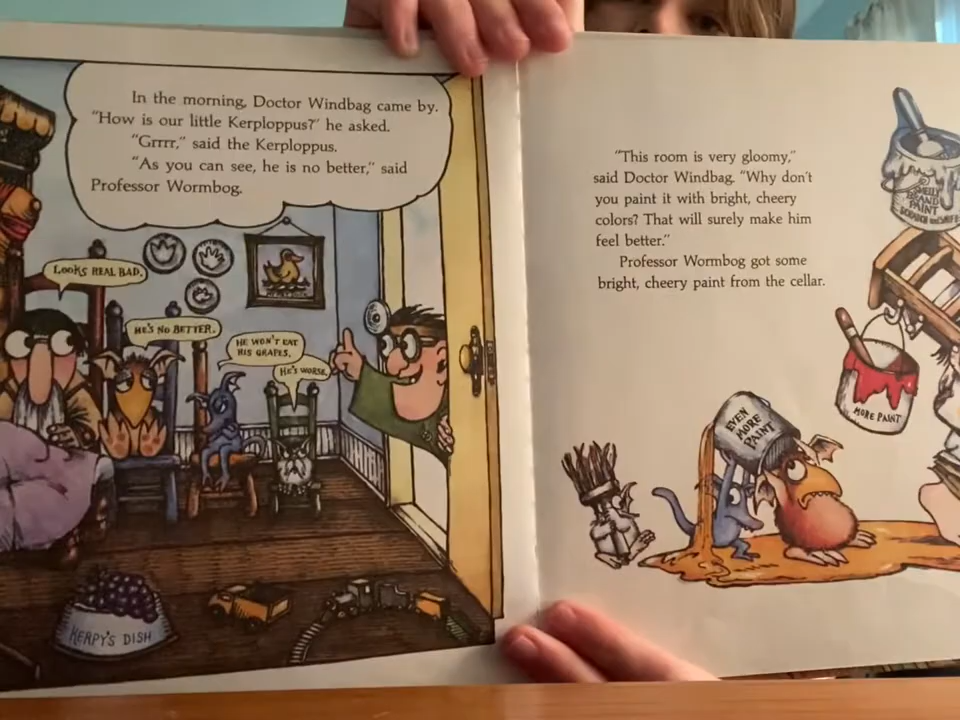 In the morning, Doctor Windbag came by.
"How is our little Kerploppus?" he asked.
"Grrrr," said the Kerploppus.
"As you can see, he is no better," said
Professor Wormbog.
LOOKS REAL BAD.
HE'S NO BETTER.
HE WON'T EAT
HIS GRAPES.
HE'S WORSE.
KERPY'S DISH
"This room is very gloomy,"
said Doctor Windbag. "Why don't
you paint it with bright, cheery
colors? That will surely make him
feel better."
Professor Wormbog got some
bright, cheery paint from the cellar.
SMELLY
BRAND
PAINT
MORE PAINT
EVEN
MORE
PAINT